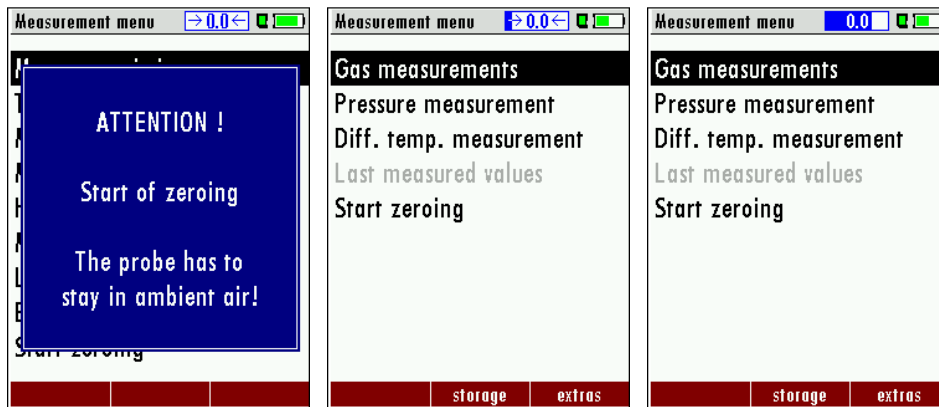 Measurement menu →0.0←
ATTENTION !
Start of zeroing
The probe has to
stay in ambient air!
Start zeroing
Measurement menu →0.0←
Gas measurements
Pressure measurement
Diff. temp. measurement
Last measured values
Start zeroing
storage extras
Measurement menu 0.0
Gas measurements
Pressure measurement
Diff. temp. measurement
Last measured values
Start zeroing
storage extras